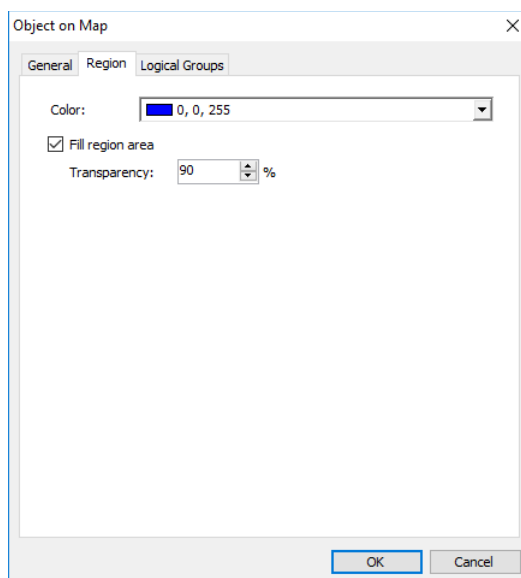 Object on Map
General Region Logical Groups
Color: 0, 0, 255
Fill region area
Transparency: 90 %
OK Cancel